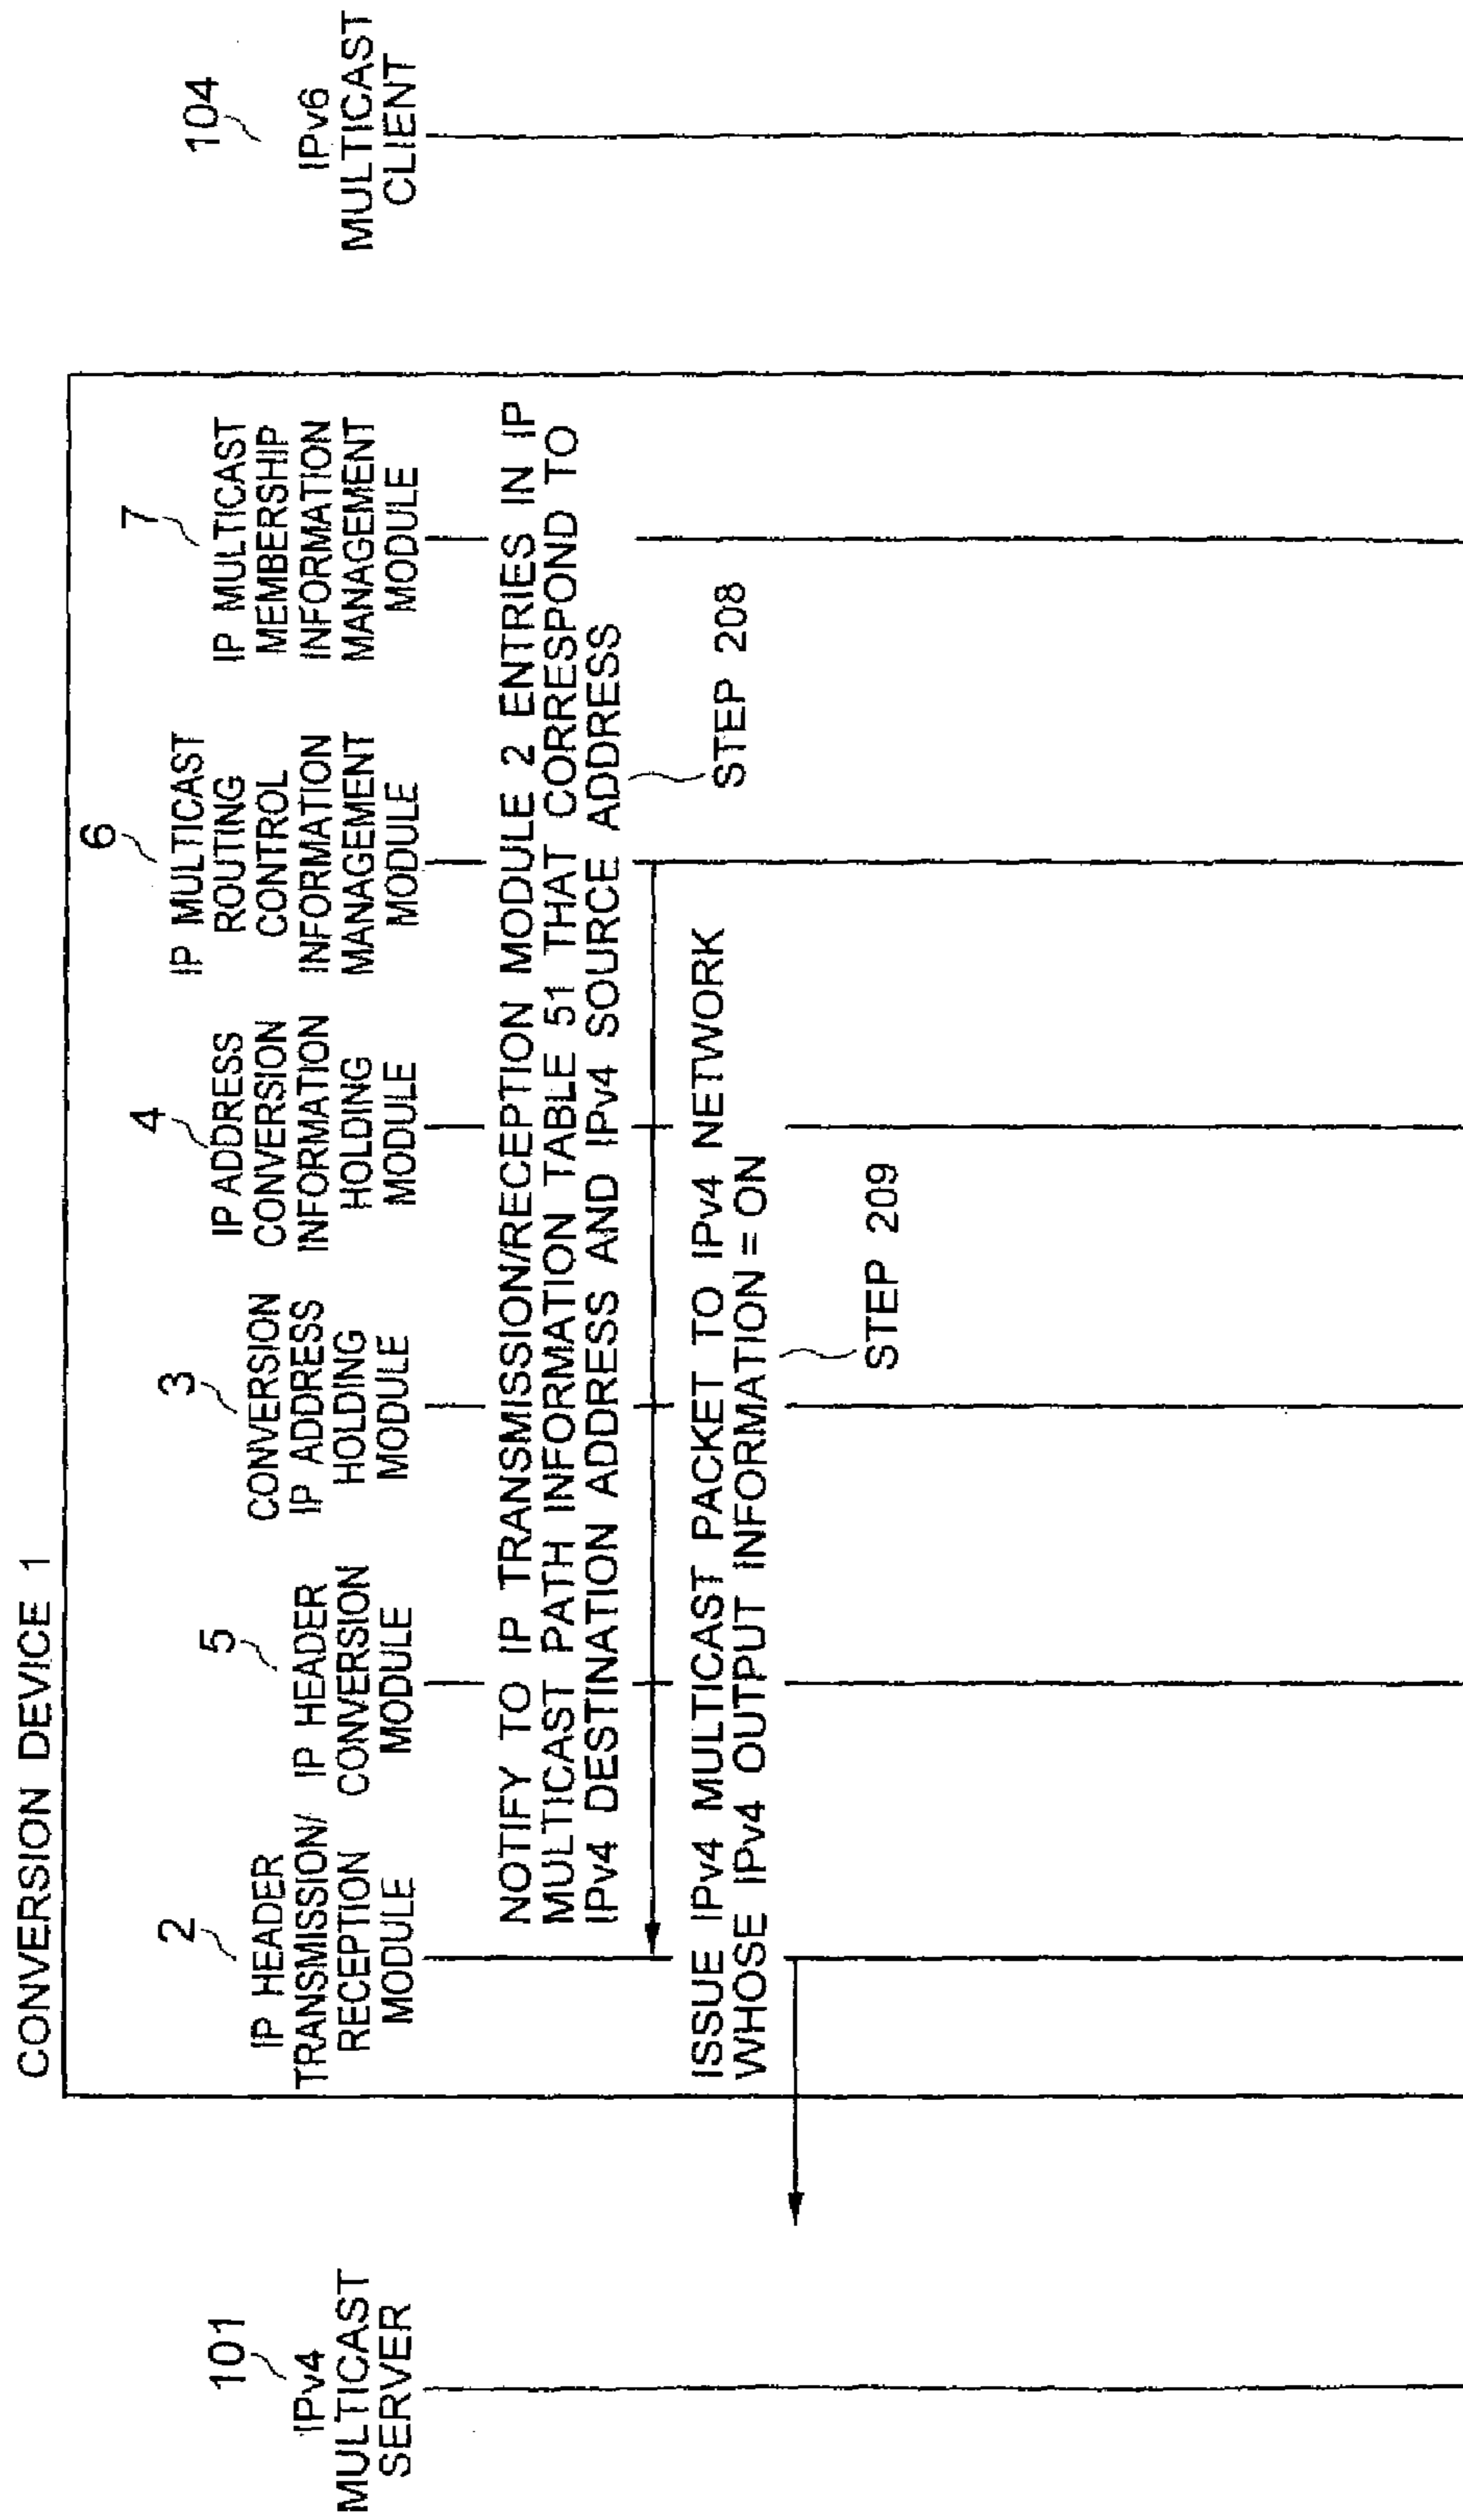 CONVERSION DEVICE 1
101
IPv4
MULTICAST
SERVER
2
IP HEADER
TRANSMISSION/
RECEPTION
MODULE
5
IP HEADER
CONVERSION
MODULE
3
CONVERSION
IP ADDRESS
HOLDING
MODULE
4
IP ADDRESS
CONVERSION
INFORMATION
HOLDING
MODULE
6
IP MULTICAST
ROUTING
CONTROL
INFORMATION
MANAGEMENT
MODULE
7
IP MULTICAST
MEMBERSHIP
INFORMATION
MANAGEMENT
MODULE
104
IPv6
MULTICAST
CLIENT
NOTIFY TO IP TRANSMISSION/RECEPTION MODULE 2 ENTRIES IN IP
MULTICAST PATH INFORMATION TABLE 51 THAT CORRESPOND TO
IPv4 DESTINATION ADDRESS AND IPv4 SOURCE ADDRESS
STEP 208
ISSUE IPv4 MULTICAST PACKET TO IPv4 NETWORK
WHOSE IPv4 OUTPUT INFORMATION = ON
STEP 209